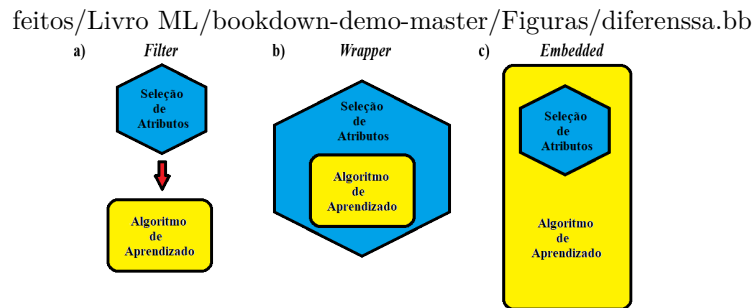 feitos/Livro ML/bookdown-demo-master/Figuras/diferenssa.bb
a) Filter
Seleção
de
Atributos
Algoritmo
de
Aprendizado
b) Wrapper
Seleção
de
Atributos
Algoritmo
de
Aprendizado
c) Embedded
Seleção
de
Atributos
Algoritmo
de
Aprendizado